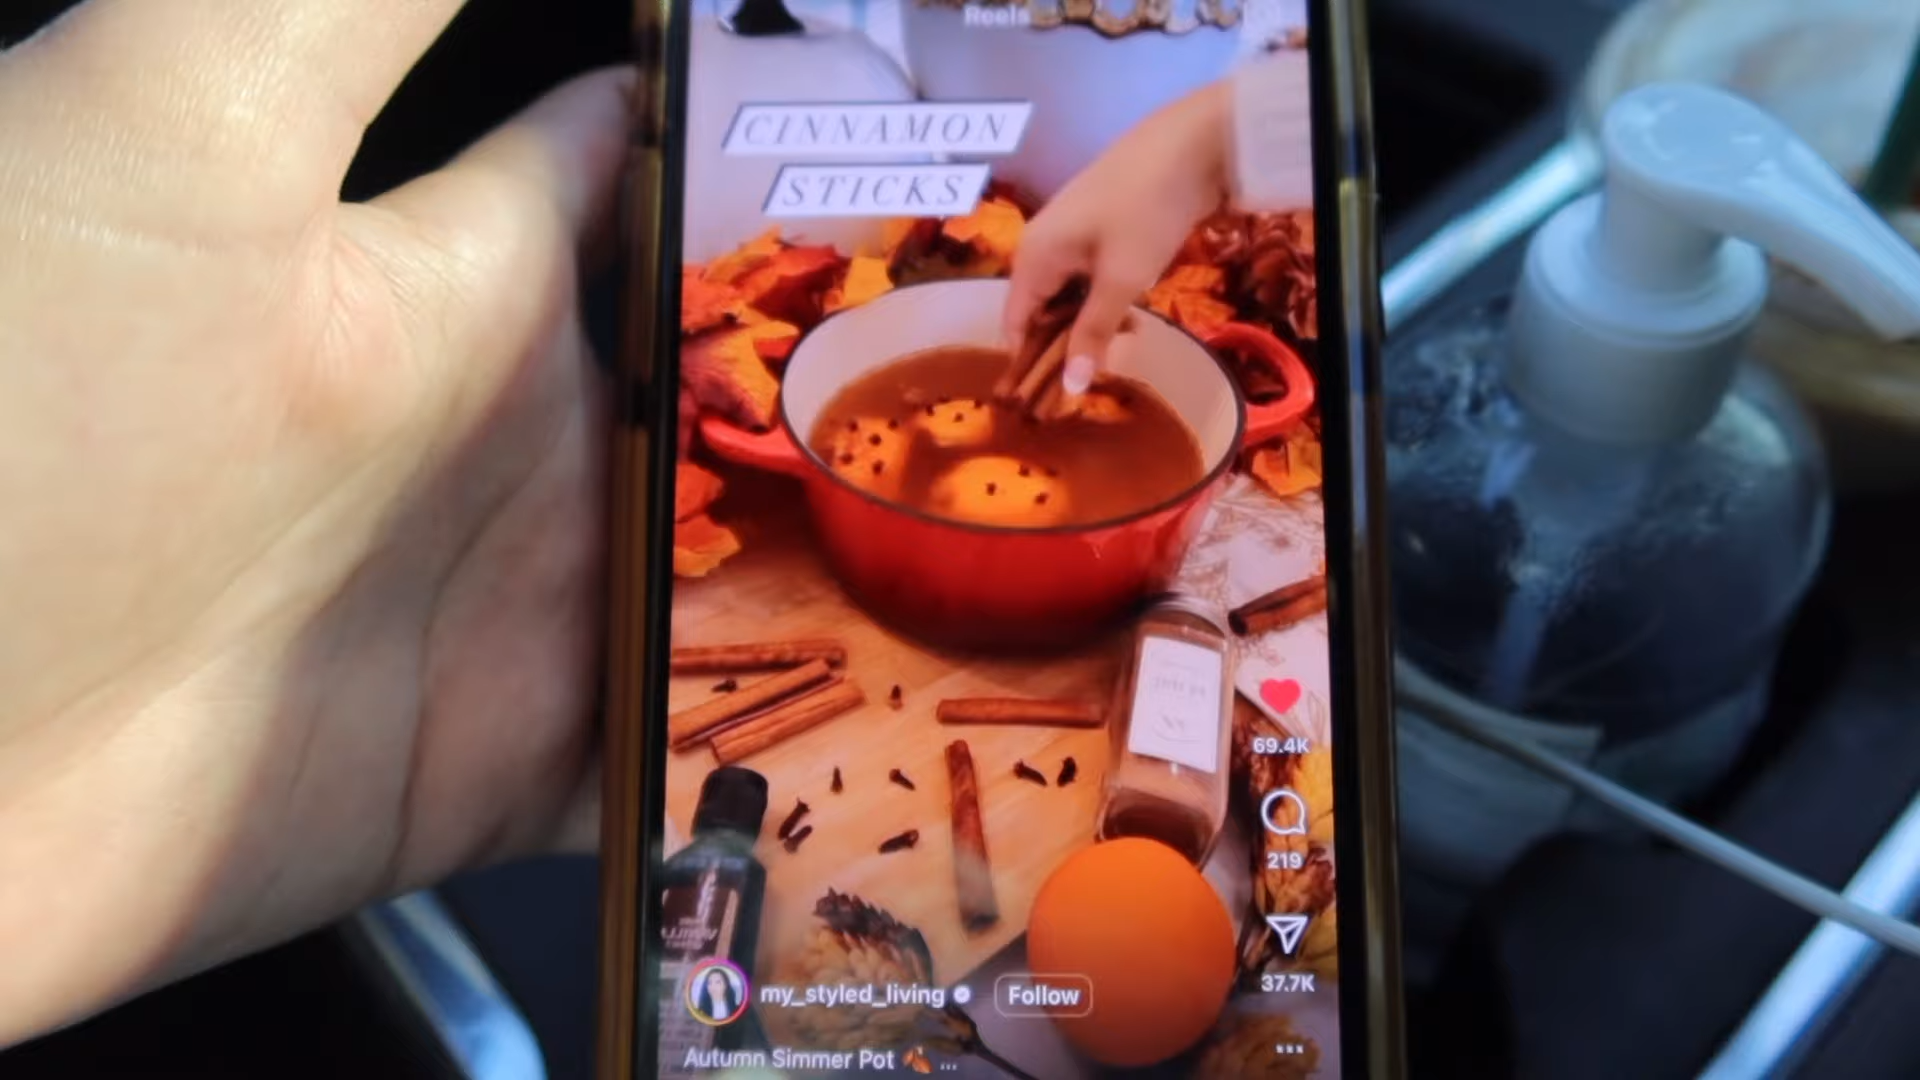 Reels
CINNAMON
STICKS
69.4K
219
my_styled_living
Follow
37.7K
Autumn Simmer Pot 🍂 ...